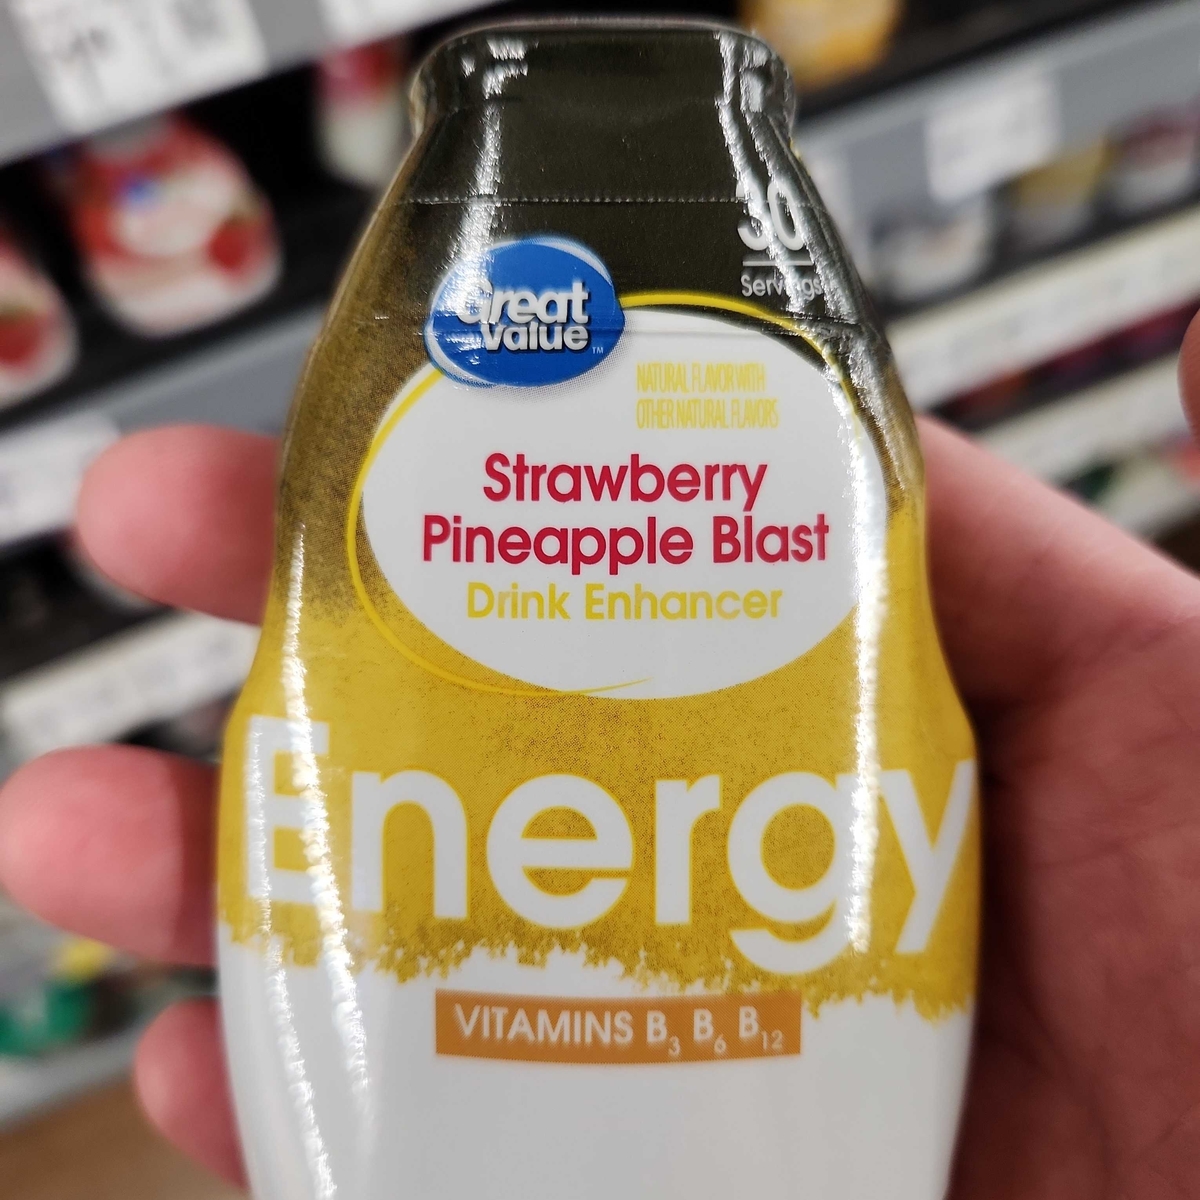 30
Servings
Great
Value
TM
NATURAL FLAVOR WITH
OTHER NATURAL FLAVORS
Strawberry
Pineapple Blast
Drink Enhancer
Energy
VITAMINS B3 B6 B12